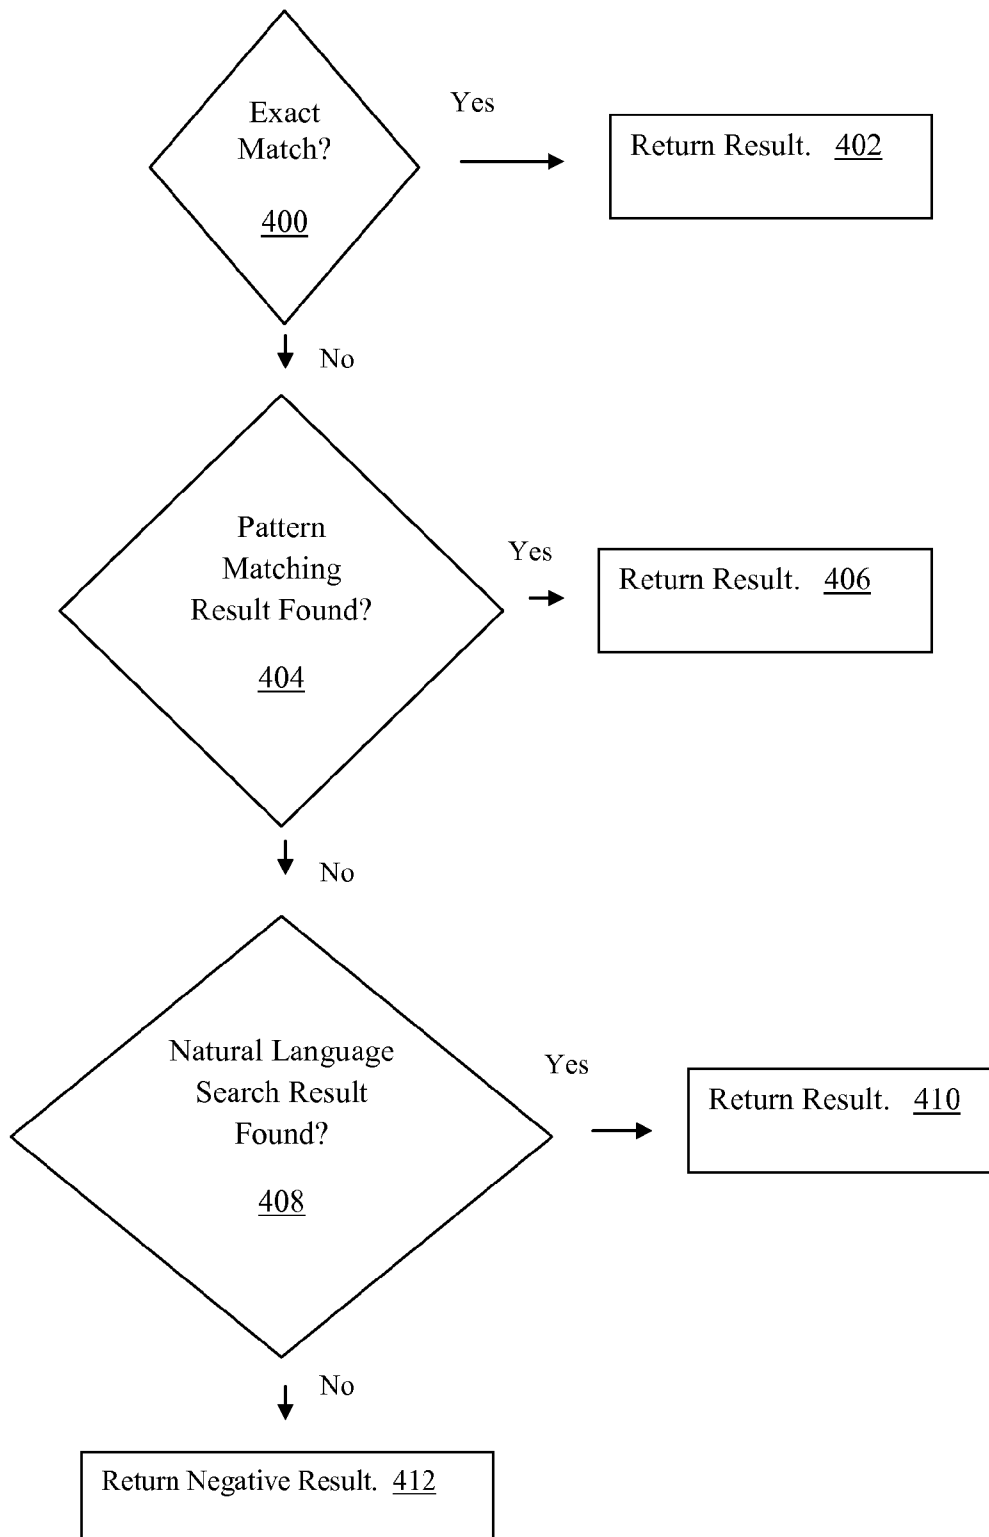 Exact
Match?
400
Yes
Return Result. 402
No
Pattern
Matching
Result Found?
404
Yes
Return Result. 406
No
Natural Language
Search Result
Found?
408
Yes
Return Result. 410
No
Return Negative Result. 412